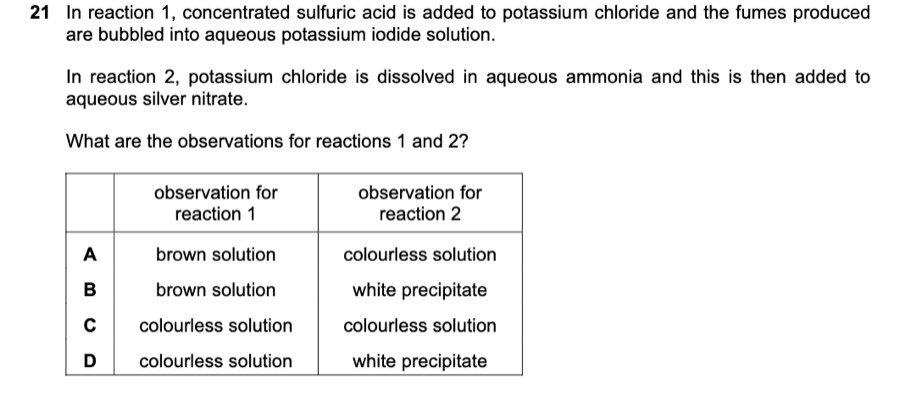 21 In reaction 1, concentrated sulfuric acid is added to potassium chloride and the fumes produced
are bubbled into aqueous potassium iodide solution.
In reaction 2, potassium chloride is dissolved in aqueous ammonia and this is then added to
aqueous silver nitrate.
What are the observations for reactions 1 and 2?
observation for observation for
reaction 1 reaction 2
A brown solution colourless solution
B brown solution white precipitate
C colourless solution colourless solution
D colourless solution white precipitate